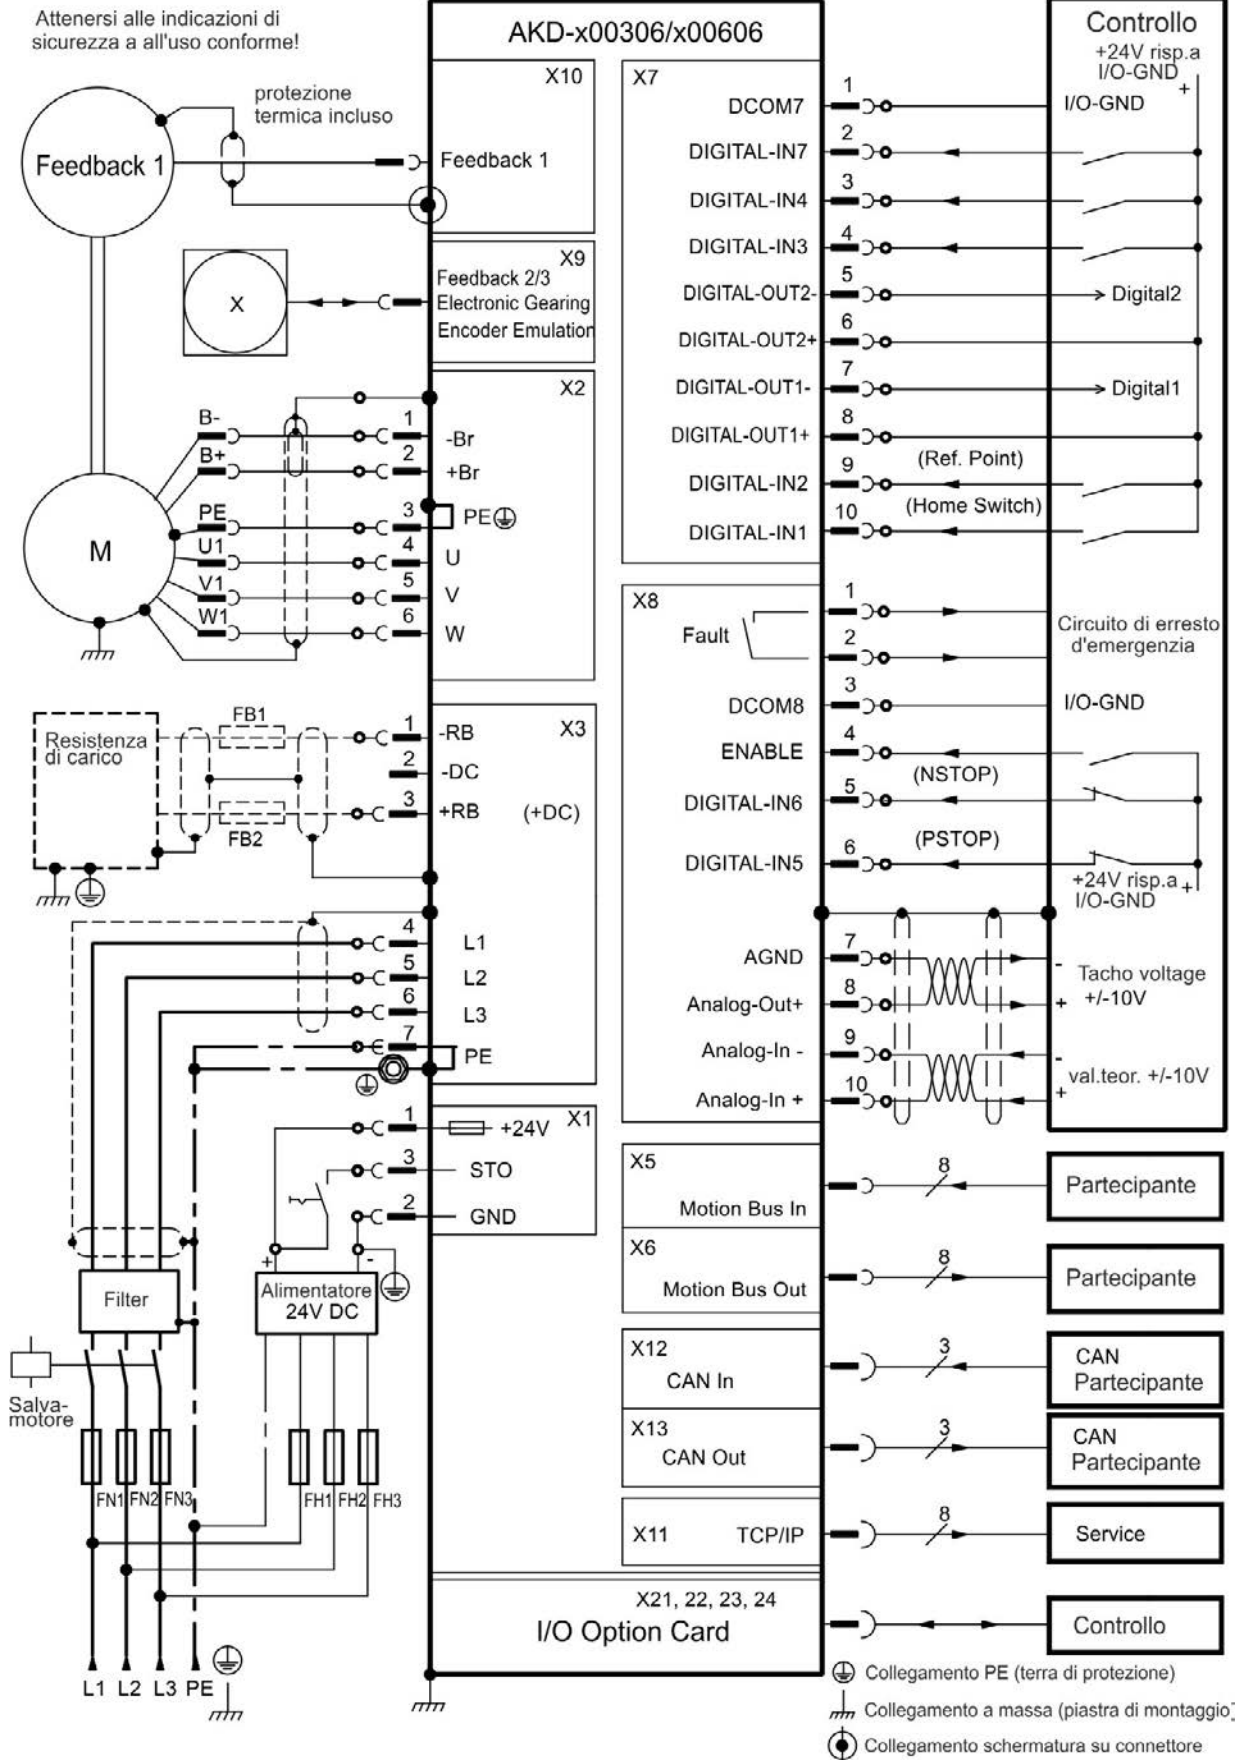 Attenersi alle indicazioni di
sicurezza a all'uso conforme!
AKD-x00306/x00606
Controllo
+24V risp.a
I/O-GND
+
X10
protezione
termica incluso
Feedback 1
Feedback 1
X9
Feedback 2/3
Electronic Gearing
Encoder Emulation
X
X2
B-
1
-Br
B+
2
+Br
PE
3
PE
U1
4
U
V1
5
V
W1
6
W
M
X3
Resistenza
di carico
FB1
FB2
1
-RB
2
-DC
3
+RB
(+DC)
4
L1
5
L2
6
L3
7
PE
X1
1
+24V
3
STO
2
GND
+
-
Alimentatore
24V DC
Filter
Salva-
motore
FN1
FN2
FN3
FH1
FH2
FH3
L1
L2
L3
PE
X7
DCOM7
1
I/O-GND
DIGITAL-IN7
2
DIGITAL-IN4
3
DIGITAL-IN3
4
DIGITAL-OUT2-
5
Digital2
DIGITAL-OUT2+
6
DIGITAL-OUT1-
7
Digital1
DIGITAL-OUT1+
8
(Ref. Point)
DIGITAL-IN2
9
(Home Switch)
DIGITAL-IN1
10
X8
Fault
1
2
Circuito di erresto
d'emergenzia
DCOM8
3
I/O-GND
ENABLE
4
(NSTOP)
DIGITAL-IN6
5
(PSTOP)
DIGITAL-IN5
6
+24V risp.a
+
I/O-GND
AGND
7
-
Tacho voltage
+/-10V
Analog-Out+
8
+
Analog-In -
9
-
val.teor. +/-10V
Analog-In +
10
+
X5
Motion Bus In
8
Partecipante
X6
Motion Bus Out
8
Partecipante
X12
CAN In
3
CAN
Partecipante
X13
CAN Out
3
CAN
Partecipante
X11
TCP/IP
8
Service
X21, 22, 23, 24
I/O Option Card
Controllo
Collegamento PE (terra di protezione)
Collegamento a massa (piastra di montaggio)
Collegamento schermatura su connettore